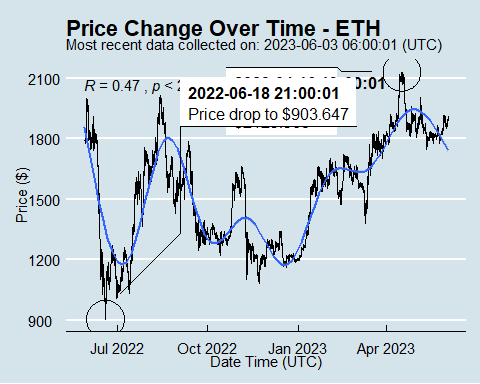 Price Change Over Time - ETH
Most recent data collected on: 2023-06-03 06:00:01 (UTC)
R = 0.47 , p <
2022-06-18 21:00:01
Price drop to $903.647
2100
1800
1500
1200
900
Price ($)
Jul 2022
Oct 2022
Jan 2023
Apr 2023
Date Time (UTC)